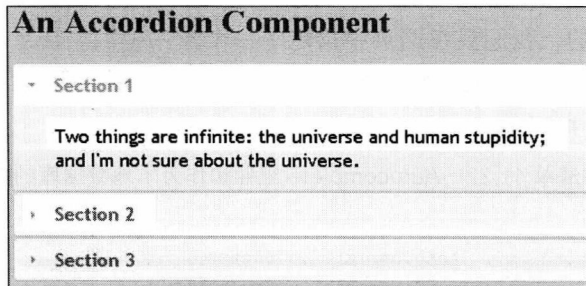 An Accordion Component
Section 1
Two things are infinite: the universe and human stupidity;
and I'm not sure about the universe.
Section 2
Section 3